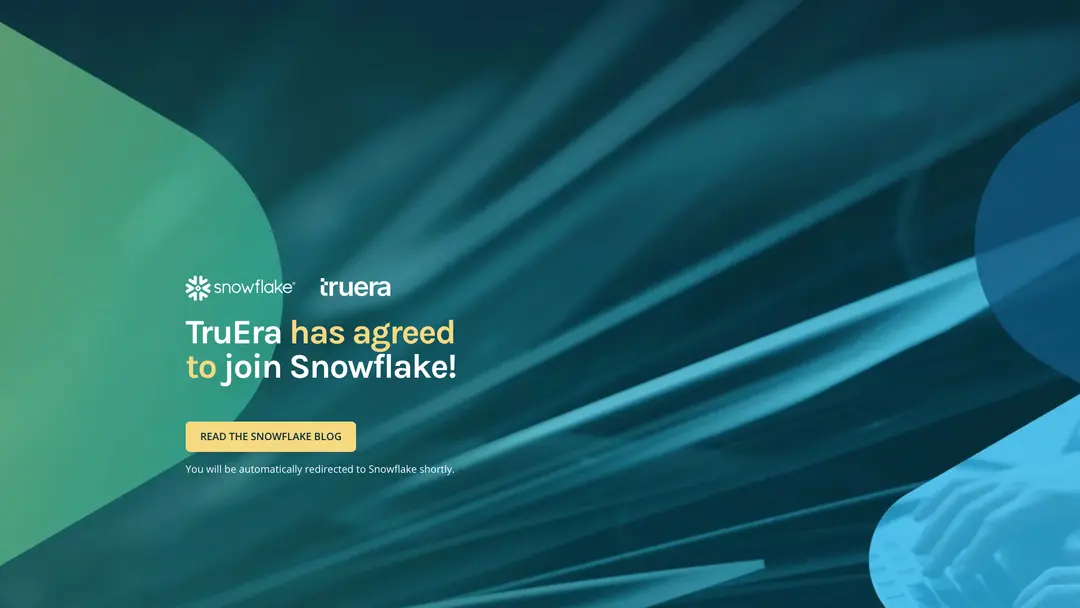 snowflake®
truera
TruEra has agreed
to join Snowflake!
READ THE SNOWFLAKE BLOG
You will be automatically redirected to Snowflake shortly.